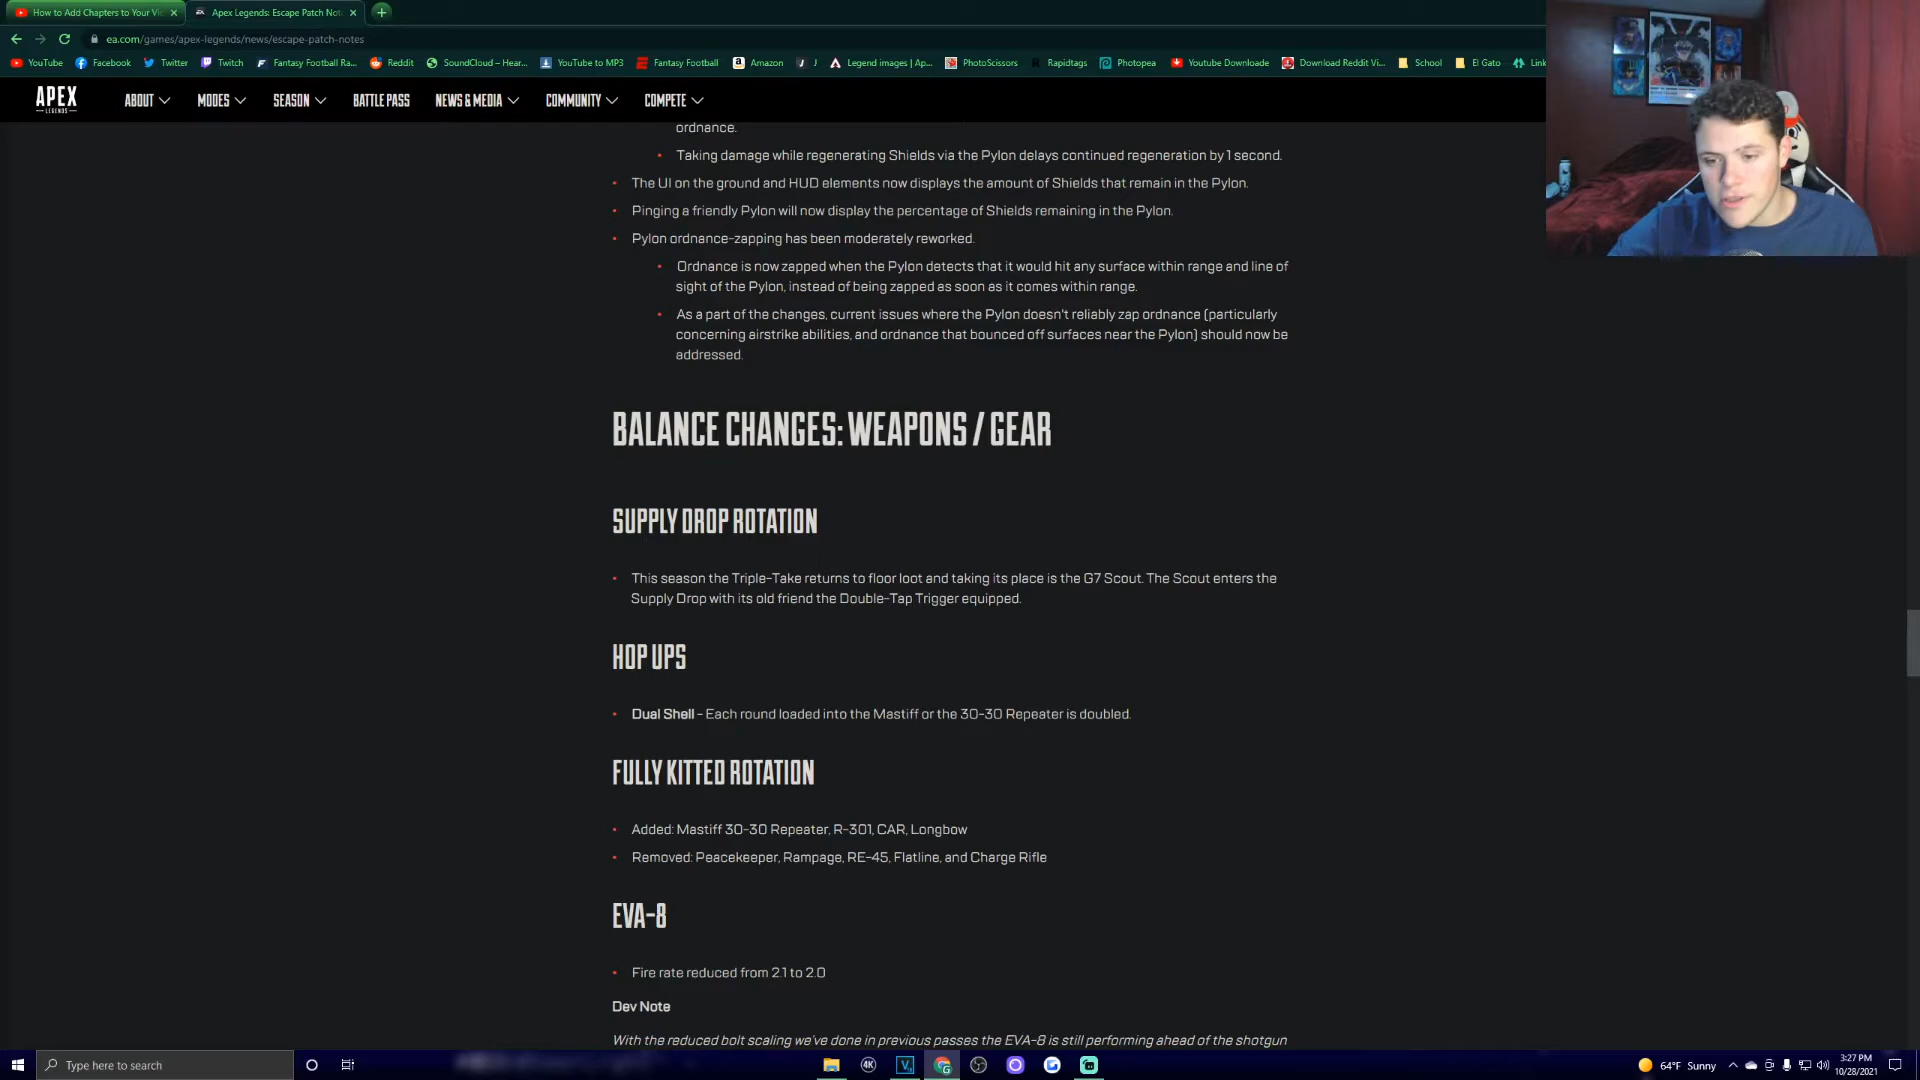 How to Add Chapters to Your Vi
Apex Legends: Escape Patch Not
ea.com/games/apex-legends/news/escape-patch-notes
YouTube Facebook Twitter Twitch Fantasy Football Ra... Reddit SoundCloud – Hear... YouTube to MP3 Fantasy Football Amazon J Legend images | Ap... PhotoScissors Rapidtags Photopea Youtube Downloade Download Reddit Vi... School El Gato Link
APEX LEGENDS ABOUT MODES SEASON BATTLE PASS NEWS & MEDIA COMMUNITY COMPETE
ordnance.
• Taking damage while regenerating Shields via the Pylon delays continued regeneration by 1 second.
• The UI on the ground and HUD elements now displays the amount of Shields that remain in the Pylon.
• Pinging a friendly Pylon will now display the percentage of Shields remaining in the Pylon.
• Pylon ordnance-zapping has been moderately reworked.
• Ordnance is now zapped when the Pylon detects that it would hit any surface within range and line of
sight of the Pylon, instead of being zapped as soon as it comes within range.
• As a part of the changes, current issues where the Pylon doesn't reliably zap ordnance (particularly
concerning airstrike abilities, and ordnance that bounced off surfaces near the Pylon) should now be
addressed.
BALANCE CHANGES: WEAPONS / GEAR
SUPPLY DROP ROTATION
• This season the Triple-Take returns to floor loot and taking its place is the G7 Scout. The Scout enters the
Supply Drop with its old friend the Double-Tap Trigger equipped.
HOP UPS
• Dual Shell – Each round loaded into the Mastiff or the 30-30 Repeater is doubled.
FULLY KITTED ROTATION
• Added: Mastiff 30-30 Repeater, R-301, CAR, Longbow
• Removed: Peacekeeper, Rampage, RE-45, Flatline, and Charge Rifle
EVA-8
• Fire rate reduced from 2.1 to 2.0
Dev Note
With the reduced bolt scaling we've done in previous passes the EVA-8 is still performing ahead of the shotgun
Type here to search
4K
64°F Sunny
3:27 PM
10/28/2021